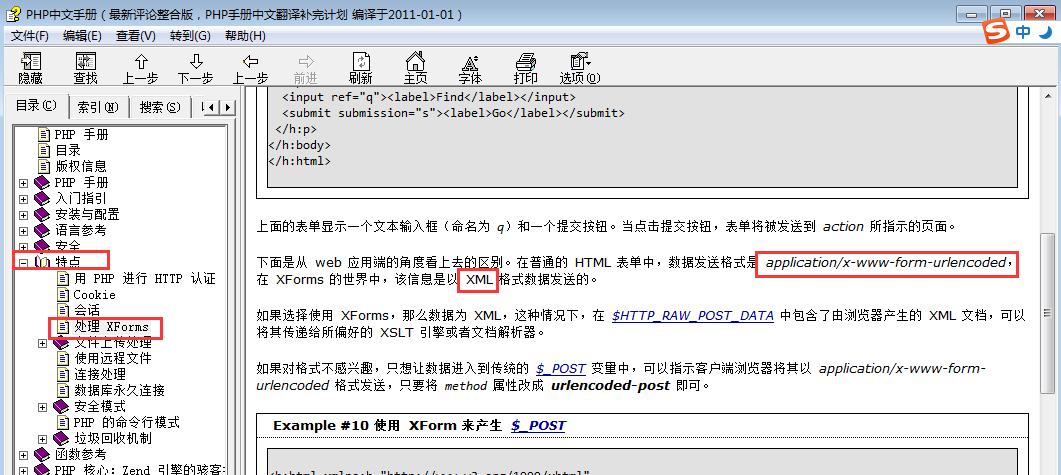 PHP中文手册（最新评论整合版，PHP手册中文翻译补完计划 编译于2011-01-01）
文件(F) 编辑(E) 查看(V) 转到(G) 帮助(H)
中
隐藏 查找 上一步 下一步 上一步 前进 刷新 主页 字体 打印 选项(O)
目录(C) 索引(N) 搜索(S)
PHP 手册
目录
版权信息
PHP 手册
入门指引
安装与配置
语言参考
安全
特点
用 PHP 进行 HTTP 认证
Cookie
会话
处理 XForms
文件上传处理
使用远程文件
连接处理
数据库永久连接
安全模式
PHP 的命令行模式
垃圾回收机制
函数参考
PHP 核心：Zend 引擎的骇客
<input ref="q"><label>Find</label></input>
<submit submission="s"><label>Go</label></submit>
</h:p>
</h:body>
</h:html>
上面的表单显示一个文本输入框（命名为 q）和一个提交按钮。当点击提交按钮，表单将被发送到 action 所指示的页面。
下面是从 web 应用端的角度看上去的区别。在普通的 HTML 表单中，数据发送格式是 application/x-www-form-urlencoded，
在 XForms 的世界中，该信息是以 XML 格式数据发送的。
如果选择使用 XForms，那么数据为 XML，这种情况下，在 $HTTP_RAW_POST_DATA 中包含了由浏览器产生的 XML 文档，可以
将其传递给所偏好的 XSLT 引擎或者文档解析器。
如果对格式不感兴趣，只想让数据进入到传统的 $_POST 变量中，可以指示客户端浏览器将其以 application/x-www-form-
urlencoded 格式发送，只要将 method 属性改成 urlencoded-post 即可。
Example #10 使用 XForm 来产生 $_POST